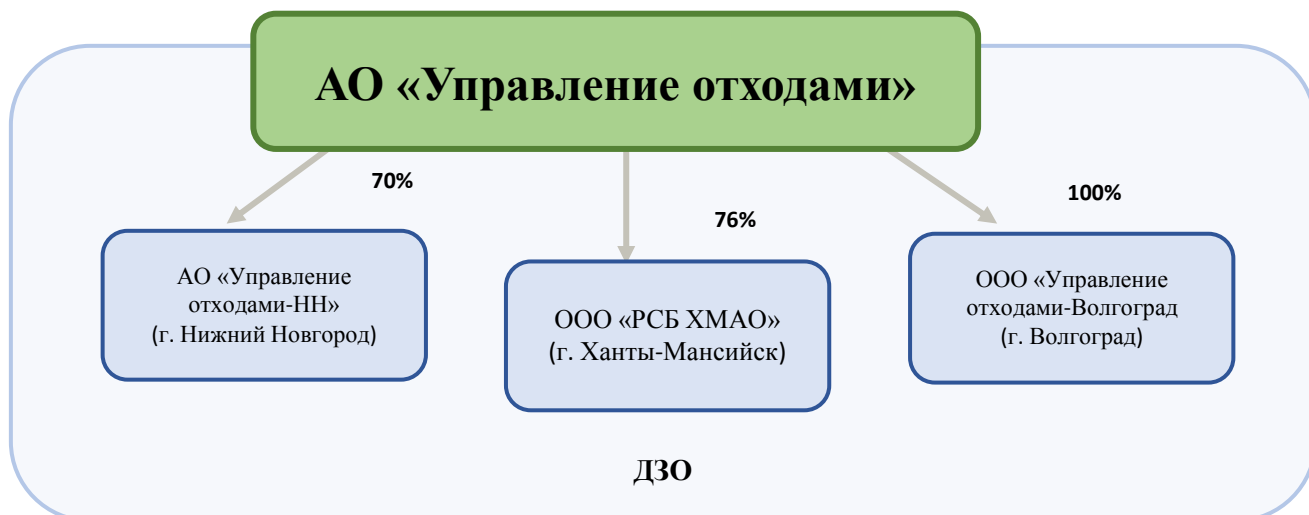 АО «Управление отходами»
70%
76%
100%
АО «Управление
отходами-НН»
(г. Нижний Новгород)
ООО «РСБ ХМАО»
(г. Ханты-Мансийск)
ООО «Управление
отходами-Волгоград
(г. Волгоград)
ДЗО